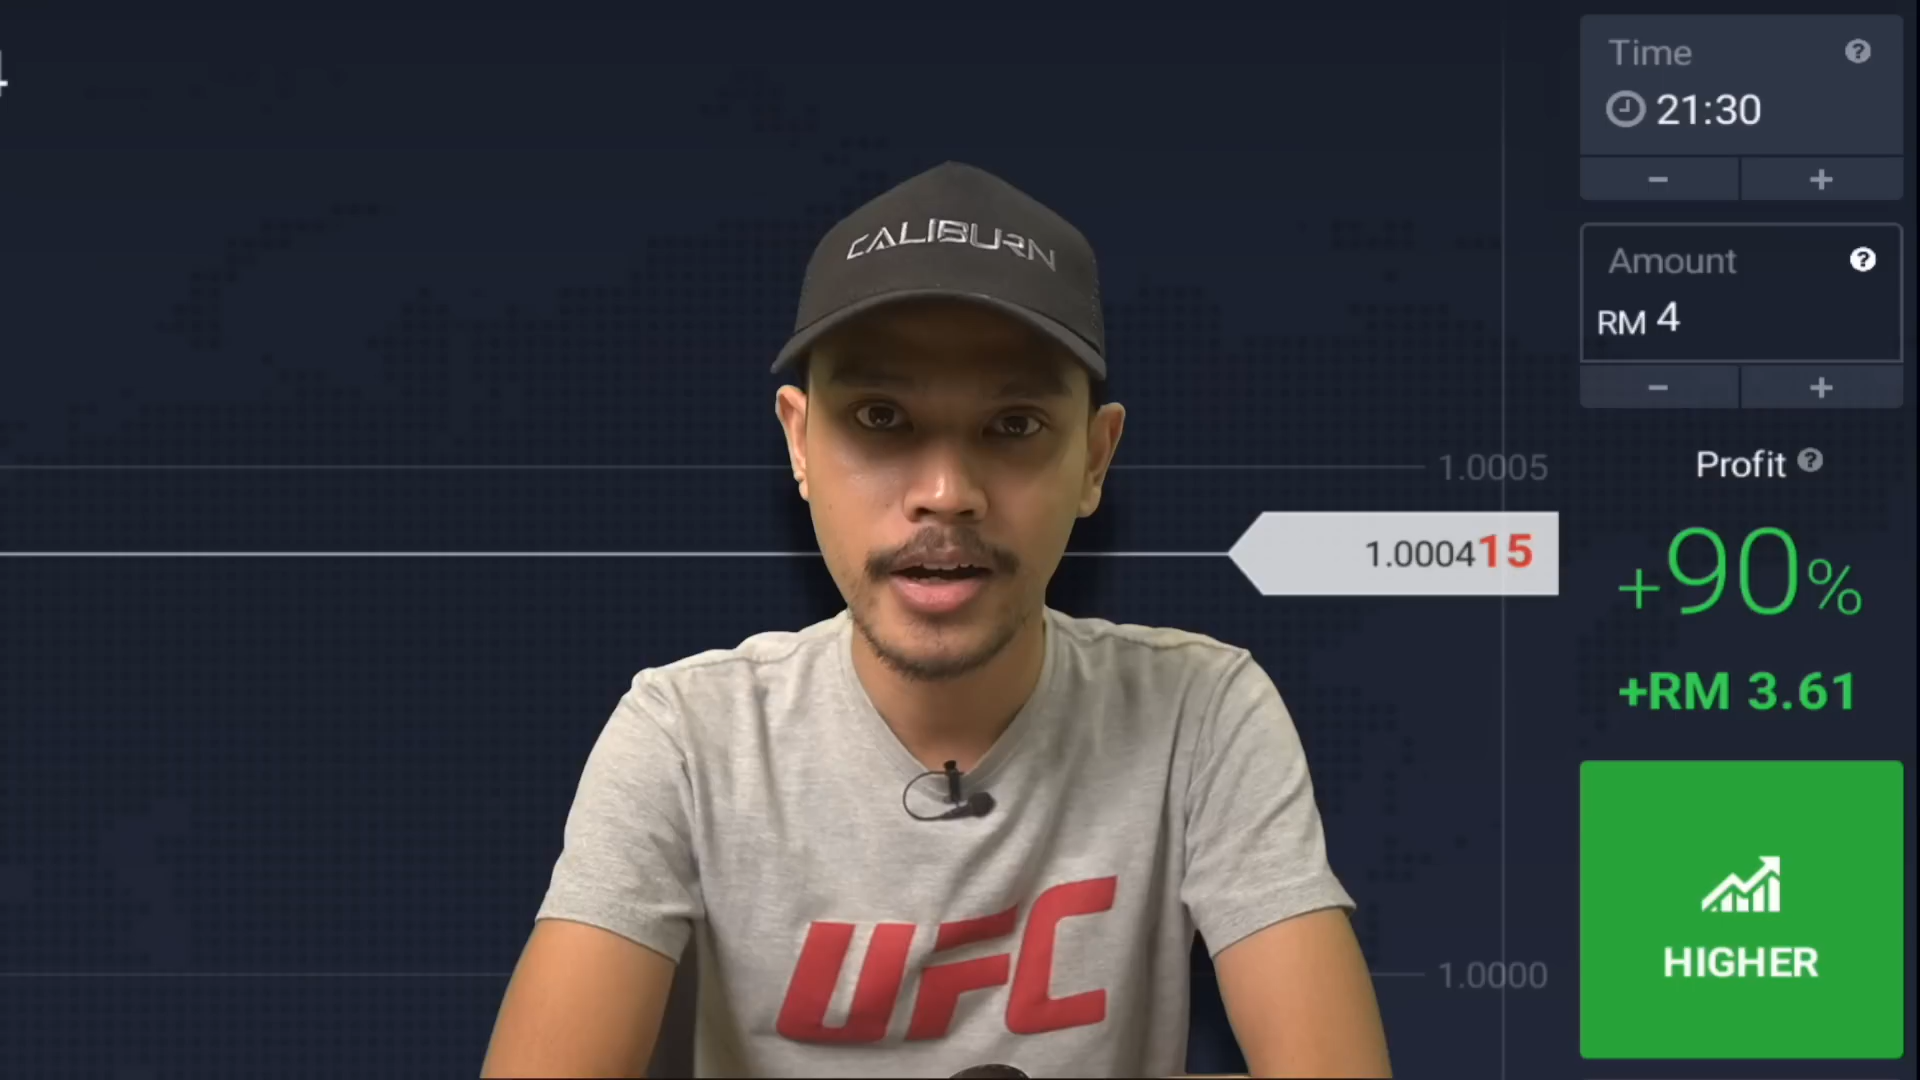 4
Time ?
21:30
- +
Amount ?
RM 4
- +
CALIBURN
1.0005
Profit ?
1.000415
+90%
+RM 3.61
UFC
HIGHER
1.0000